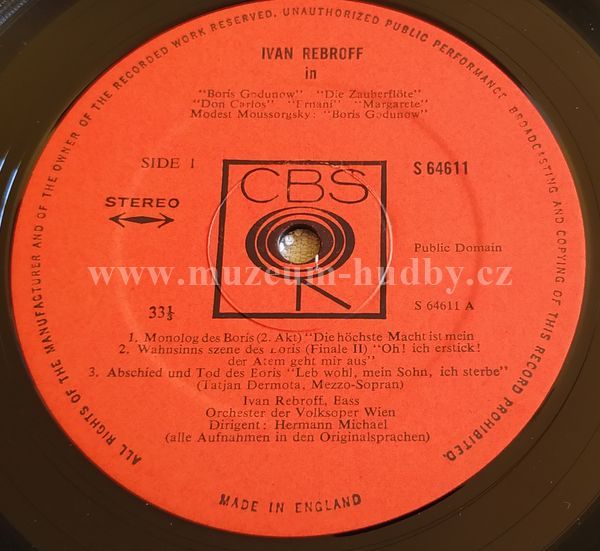 ALL RIGHTS OF THE MANUFACTURER AND OF THE OWNER OF THE RECORDED WORK RESERVED. UNAUTHORIZED PUBLIC PERFORMANCE BROADCASTING AND COPYING OF THIS RECORD PROHIBITED.
IVAN REBROFF
in
"Boris Godunow" "Die Zauberflöte"
"Don Carlos" "Ernani" "Margarete"
Modest Moussorgsky: "Boris Godunow"
SIDE 1
S 64611
CBS
STEREO
Public Domain
www.muzeum-hudby.cz
33⅓
S 64611 A
1. Monolog des Boris (2. Akt) "Die höchste Macht ist mein
2. Wahnsinns szene des Boris (Finale II) "Oh! ich erstick!
der Atem geht mir aus"
3. Abschied und Tod des Boris "Leb wohl, mein Sohn, ich sterbe"
(Tatjan Dermota, Mezzo-Sopran)
Ivan Rebroff, Bass
Orchester der Volksoper Wien
Dirigent: Hermann Michael
(alle Aufnahmen in den Originalsprachen)
MADE IN ENGLAND